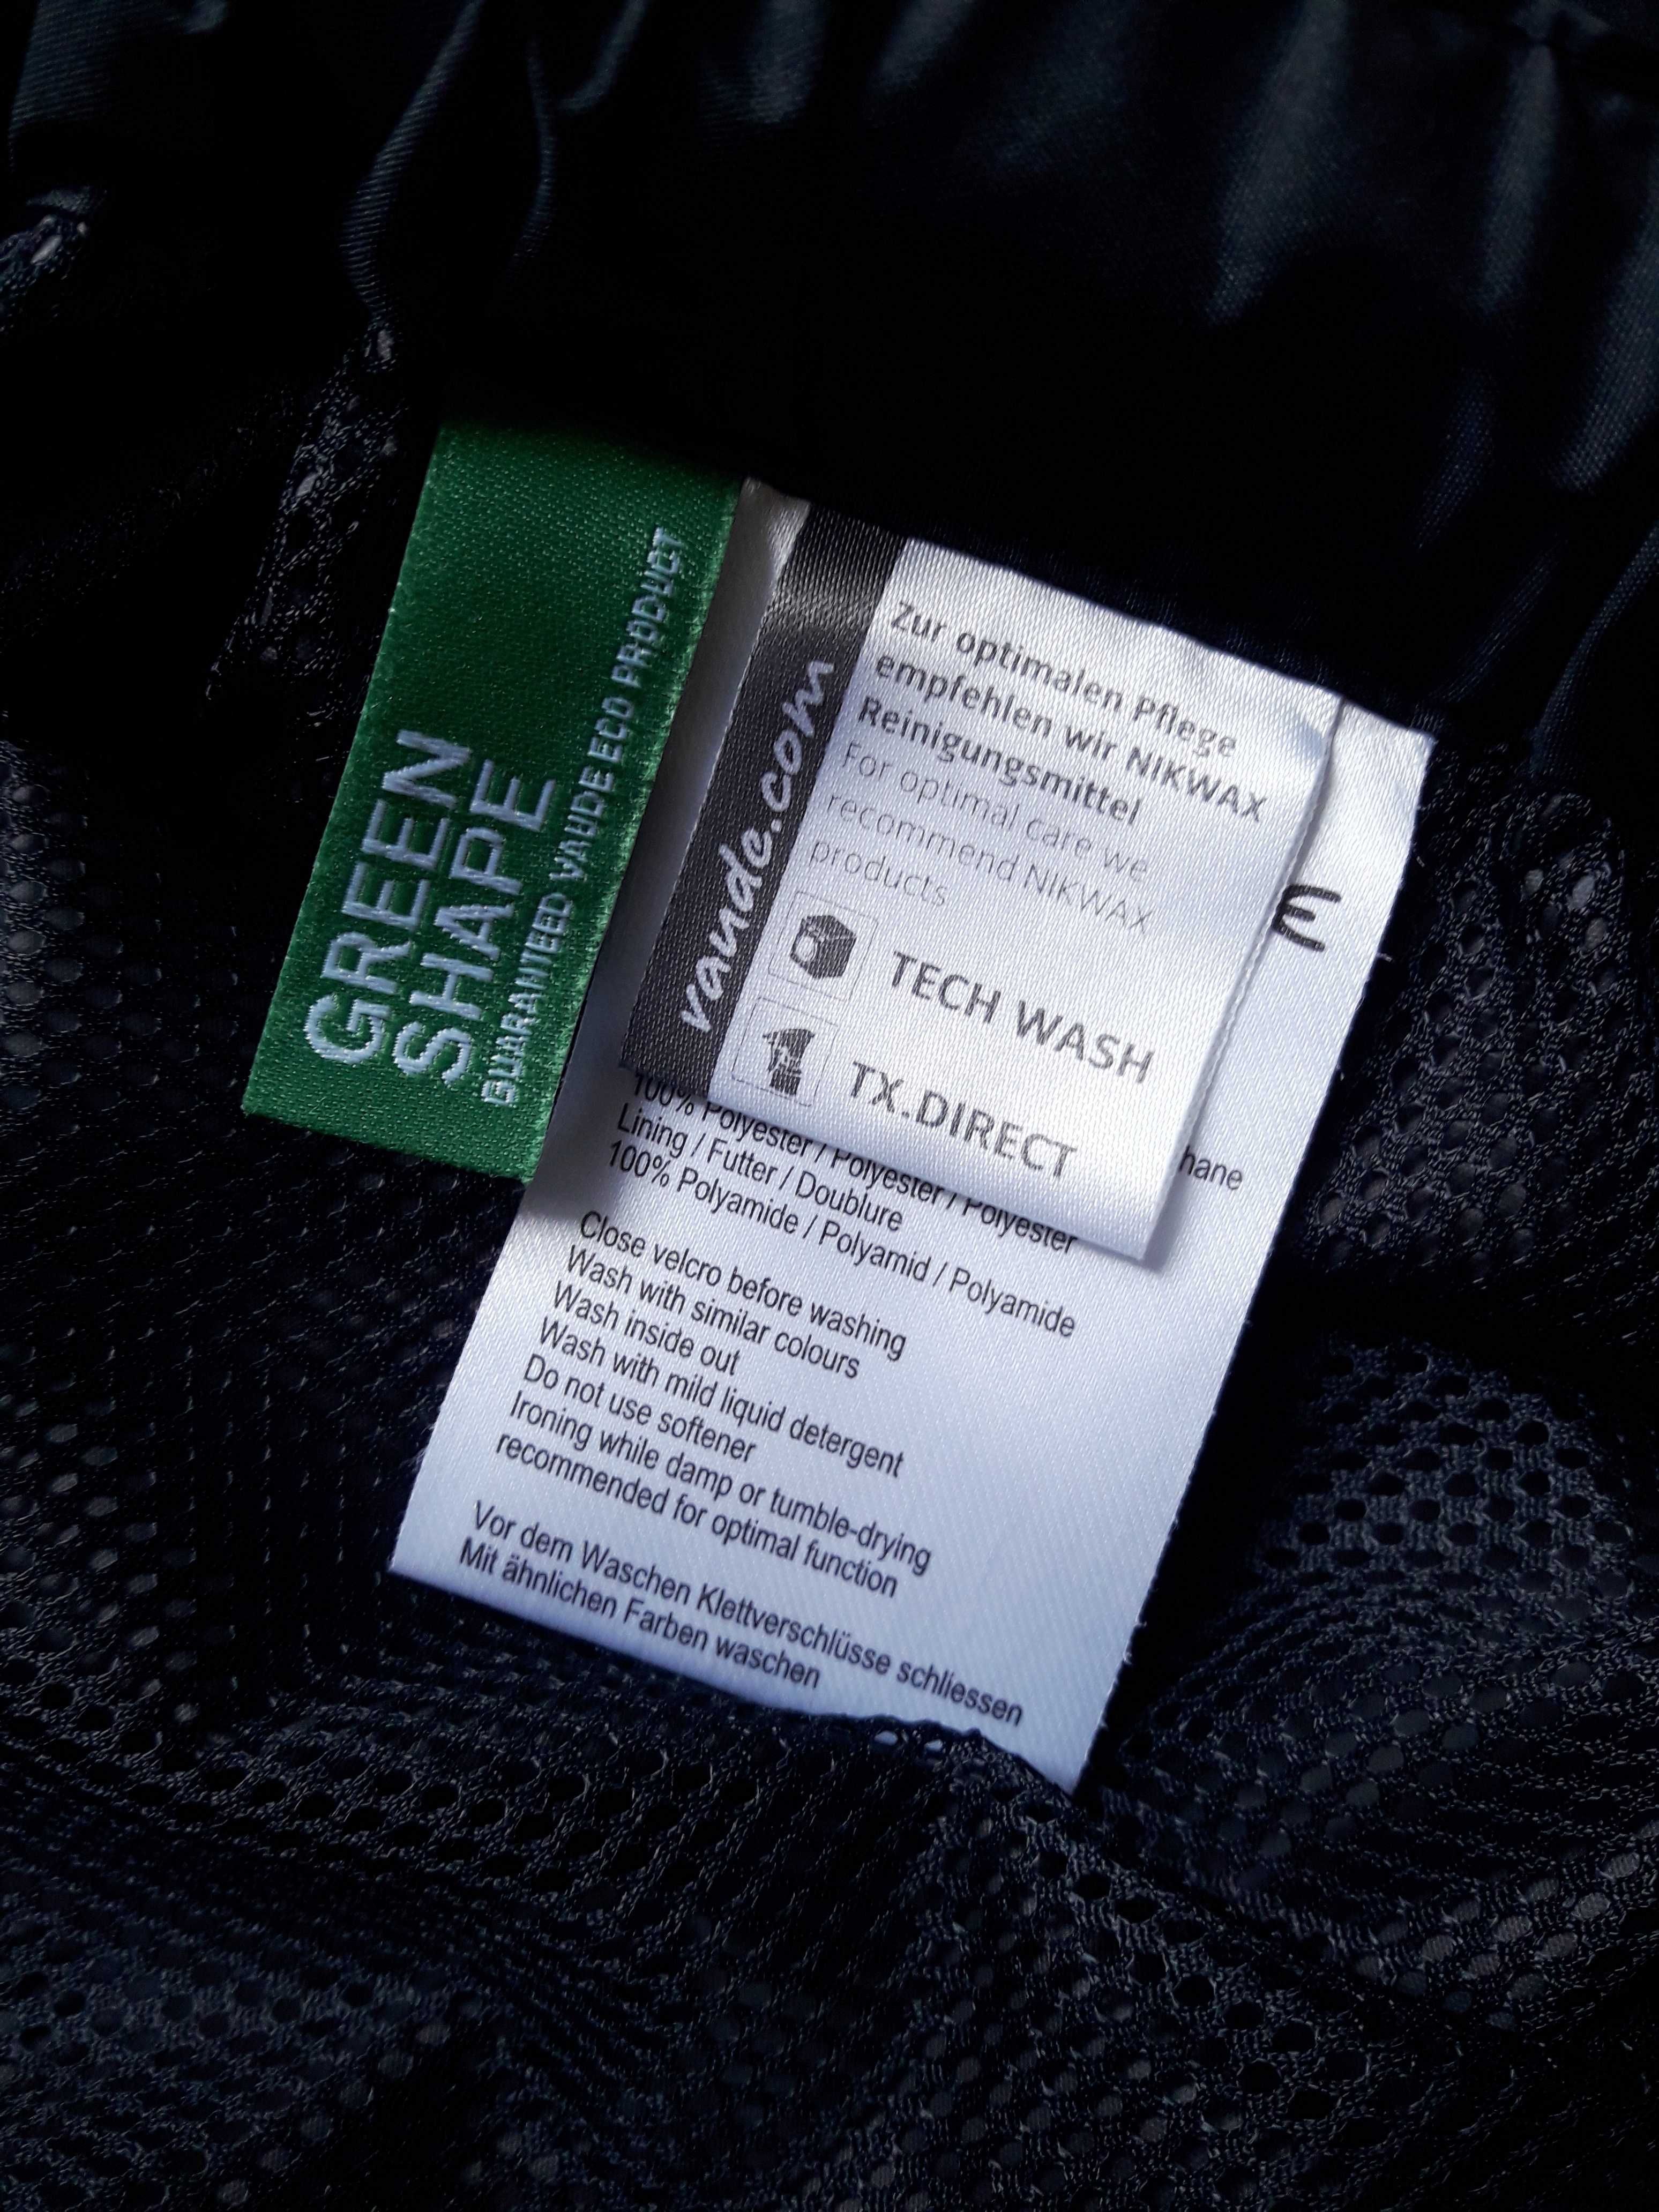 GREEN
SHAPE
GUARANTEED VAUDE ECO PRODUCT
vaude.com
Zur optimalen Pflege
empfehlen wir NIKWAX
Reinigungsmittel
For optimal care we
recommend NIKWAX
products
TECH WASH
TX.DIRECT
E
hane
100% Polyester / Polyester / Polyester
Lining / Futter / Doublure
100% Polyamide / Polyamid / Polyamide
Close velcro before washing
Wash with similar colours
Wash inside out
Wash with mild liquid detergent
Do not use softener
Ironing while damp or tumble-drying
recommended for optimal function
Vor dem Waschen Klettverschlüsse schliessen
Mit ähnlichen Farben waschen